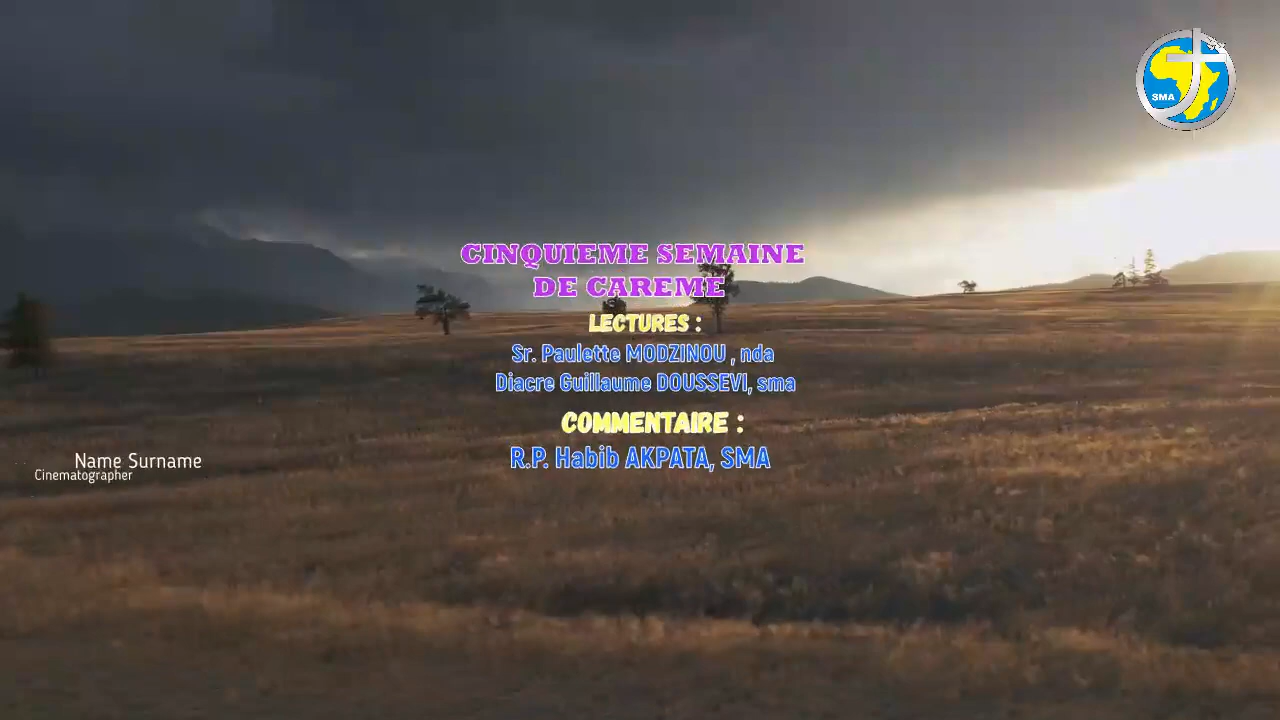 SMA
CINQUIEME SEMAINE
DE CAREME
LECTURES :
Sr. Paulette MODZINOU , nda
Diacre Guillaume DOUSSEVI, sma
COMMENTAIRE :
R.P. Habib AKPATA, SMA
Name Surname
Cinematographer